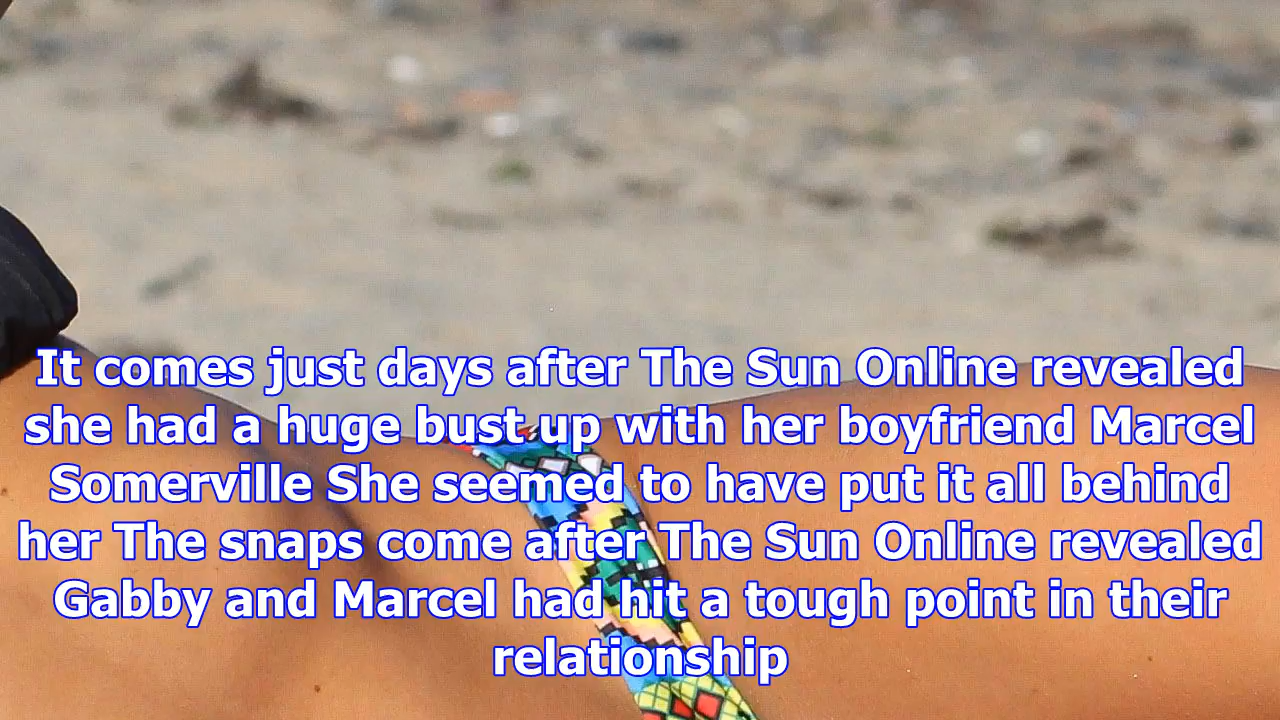 It comes just days after The Sun Online revealed
she had a huge bust-up with her boyfriend Marcel
Somerville She seemed to have put it all behind
her The snaps come after The Sun Online revealed
Gabby and Marcel had hit a tough point in their
relationship